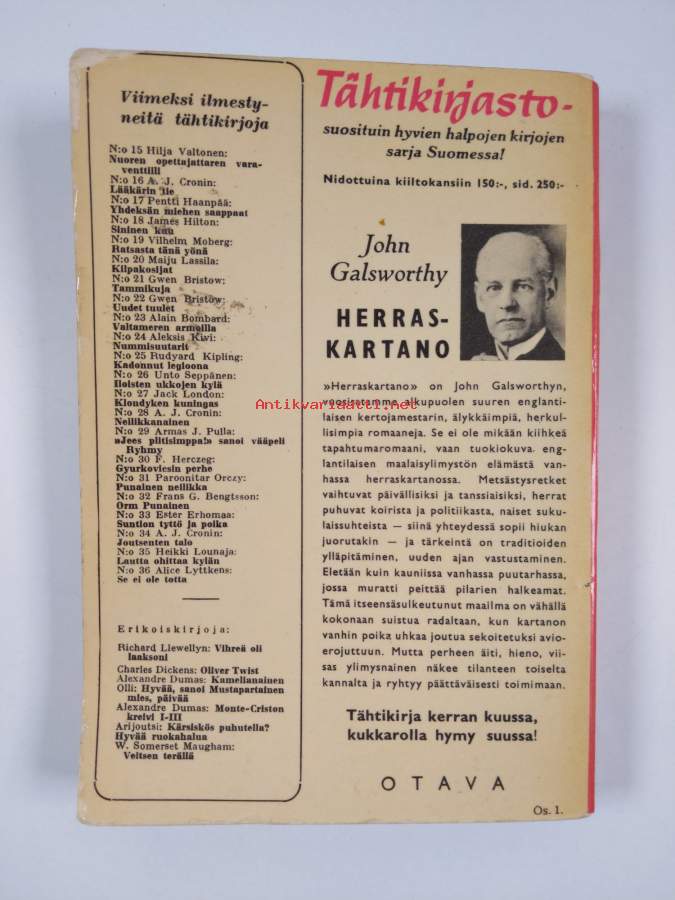 Viimeksi ilmesty-
neitä tähtikirjoja
N:o 15 Hilja Valtonen:
Nuoren opettajattaren vara-
venttiili
N:o 16 A. J. Cronin:
Lääkärin tie
N:o 17 Pentti Haanpää:
Yhdeksän miehen saappaat
N:o 18 James Hilton:
Sininen kuu
N:o 19 Vilhelm Moberg:
Ratsasta tänä yönä
N:o 20 Maiju Lassila:
Kilpakosijat
N:o 21 Gwen Bristow:
Tammikuja
N:o 22 Gwen Bristow:
Uudet tuulet
N:o 23 Alain Bombard:
Valtameren armoilla
N:o 24 Aleksis Kivi:
Nummisuutarit
N:o 25 Rudyard Kipling:
Kadonnut legioona
N:o 26 Unto Seppänen:
Iloisten ukkojen kylä
N:o 27 Jack London:
Klondyken kuningas
N:o 28 A. J. Cronin:
Neilikkanainen
N:o 29 Armas J. Pulla:
»Jees plitisimppa!» sanoi vääpeli
Ryhmy
N:o 30 F. Herczeg:
Gyurkovicsin perhe
N:o 31 Paroonitar Orczy:
Punainen neilikka
N:o 32 Frans G. Bengtsson:
Orm Punainen
N:o 33 Ester Erhomaa:
Suntion tyttö ja poika
N:o 34 A. J. Cronin:
Joutsenten talo
N:o 35 Heikki Lounaja:
Lautta ohittaa kylän
N:o 36 Alice Lyttkens:
Se ei ole totta
Erikoiskirjoja:
Richard Llewellyn: Vihreä oli
laaksoni
Charles Dickens: Oliver Twist
Alexandre Dumas: Kamelianainen
Olli: Hyvää, sanoi Mustapartainen
mies, päivää
Alexandre Dumas: Monte-Criston
kreivi I-III
Arijoutsi: Kärsiskös puhutella?
Hyvää ruokahalua
W. Somerset Maugham:
Veitsen terällä
Tähtikirjasto-
suosituin hyvien halpojen kirjojen
sarja Suomessa!
Nidottuina kiiltokansiin 150:-, sid. 250:-
John
Galsworthy
HERRAS-
KARTANO
»Herraskartano» on John Galsworthyn,
vuosisatamme alkupuolen suuren englanti-
laisen kertojamestarin, älykkäimpiä, herkul-
lisimpia romaaneja. Se ei ole mikään kiihkeä
tapahtumaromaani, vaan tuokiokuva eng-
lantilaisen maalaisylimystön elämästä van-
hassa herraskartanossa. Metsästysretket
vaihtuvat päivällisiksi ja tanssiaisiksi, herrat
puhuvat koirista ja politiikasta, naiset suku-
laissuhteista — siinä yhteydessä sopii hiukan
juorutakin — ja tärkeintä on traditioiden
ylläpitäminen, uuden ajan vastustaminen.
Eletään kuin kauniissa vanhassa puutarhassa,
jossa muratti peittää pilarien halkeamat.
Tämä itseensäsulkeutunut maailma on vähällä
kokonaan suistua radaltaan, kun kartanon
vanhin poika uhkaa joutua sekoitetuksi avio-
erojuttuun. Mutta perheen äiti, hieno, vii-
sas ylimysnainen näkee tilanteen toiselta
kannalta ja ryhtyy päättäväisesti toimimaan.
Tähtikirja kerran kuussa,
kukkarolla hymy suussa!
OTAVA
Os. 1.
Antikvariaatti.net